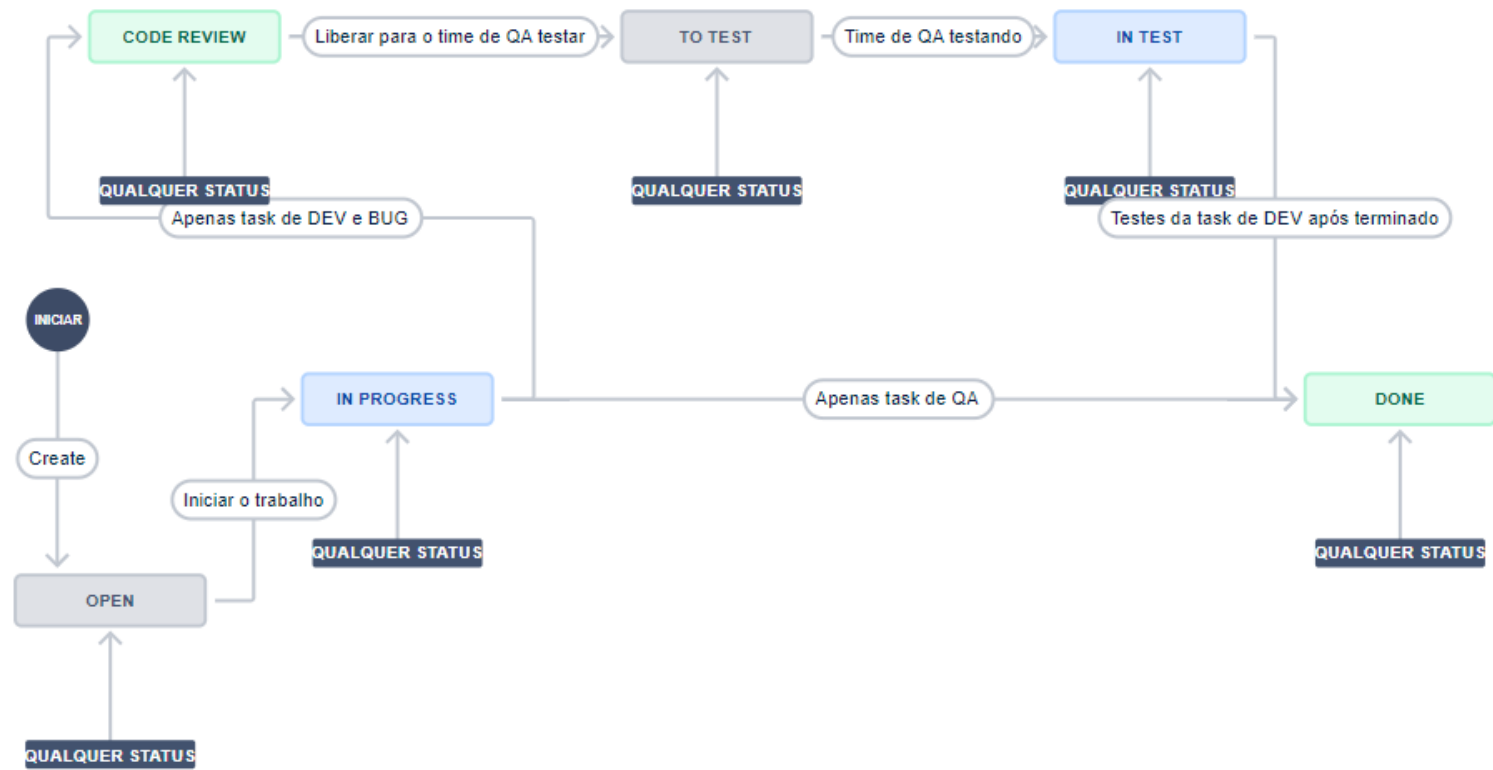 CODE REVIEW
Liberar para o time de QA testar
TO TEST
Time de QA testando
IN TEST
QUALQUER STATUS
QUALQUER STATUS
QUALQUER STATUS
Apenas task de DEV e BUG
Testes da task de DEV após terminado
INICIAR
IN PROGRESS
Apenas task de QA
DONE
Create
Iniciar o trabalho
QUALQUER STATUS
QUALQUER STATUS
OPEN
QUALQUER STATUS